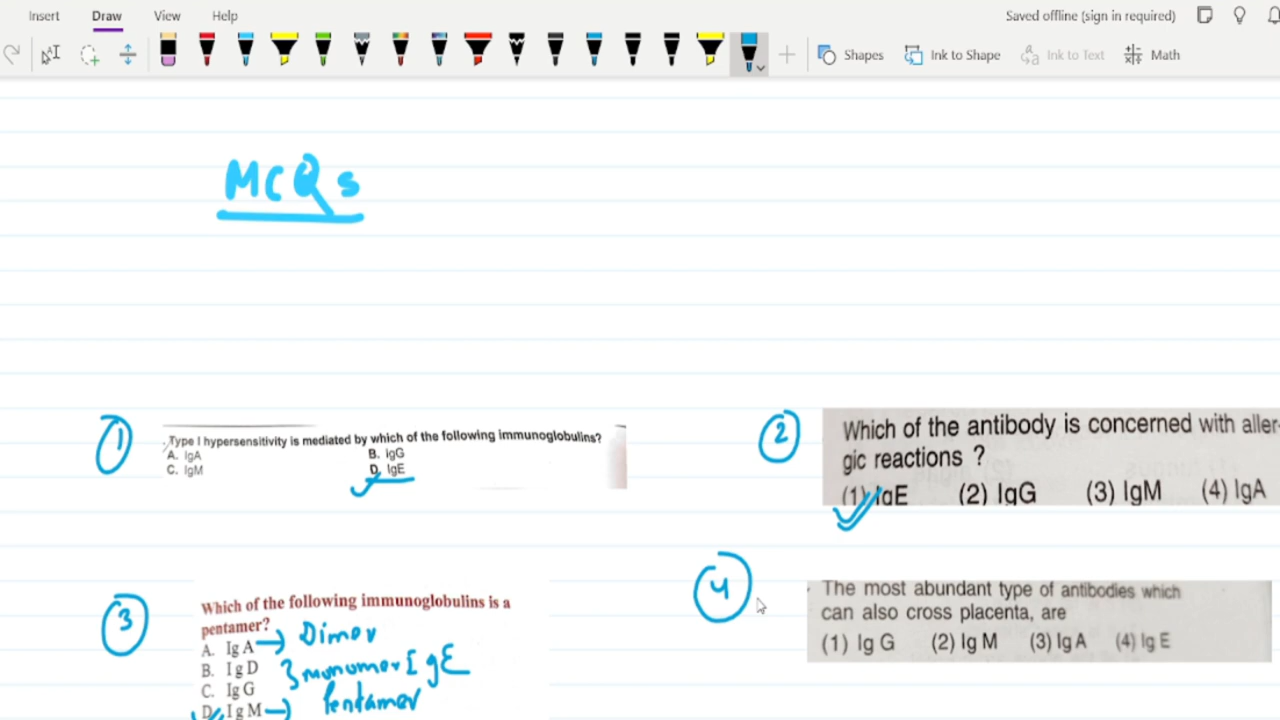 Insert Draw View Help Saved offline (sign in required)
Shapes Ink to Shape Ink to Text Math
MCQs
1
Type I hypersensitivity is mediated by which of the following immunoglobulins?
A. IgA B. IgG
C. IgM D. IgE
2
Which of the antibody is concerned with aller-
gic reactions ?
(1) IgE (2) IgG (3) IgM (4) IgA
3
Which of the following immunoglobulins is a
pentamer?
A. Ig A → Dimer
B. Ig D } monomer [ gE
C. Ig G
D. Ig M → Pentamer
4
The most abundant type of antibodies which
can also cross placenta, are
(1) Ig G (2) Ig M (3) Ig A (4) Ig E